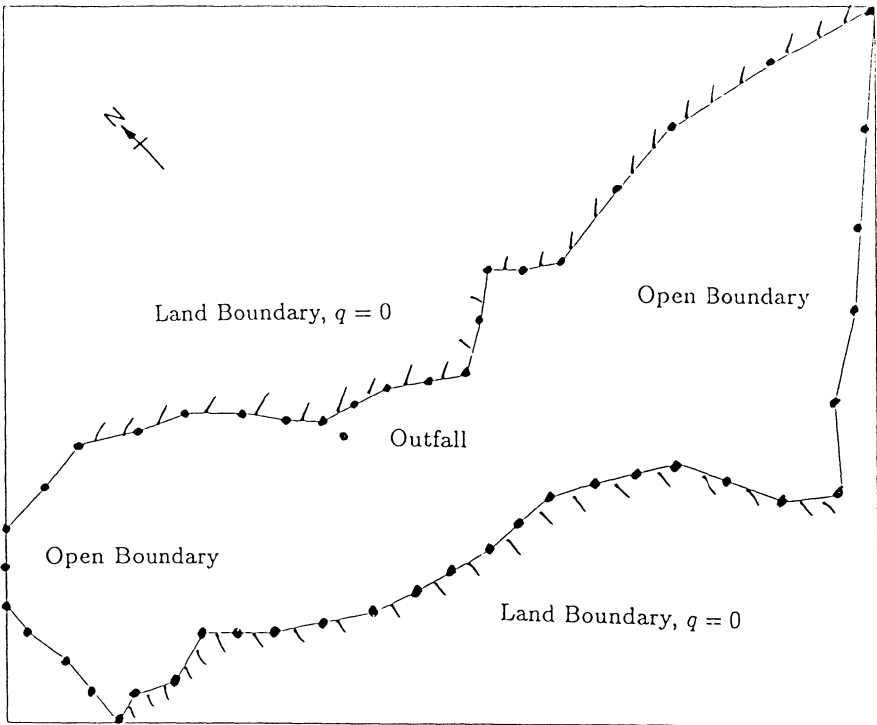 N
Land Boundary, q = 0
Open Boundary
Outfall
Open Boundary
Land Boundary, q = 0